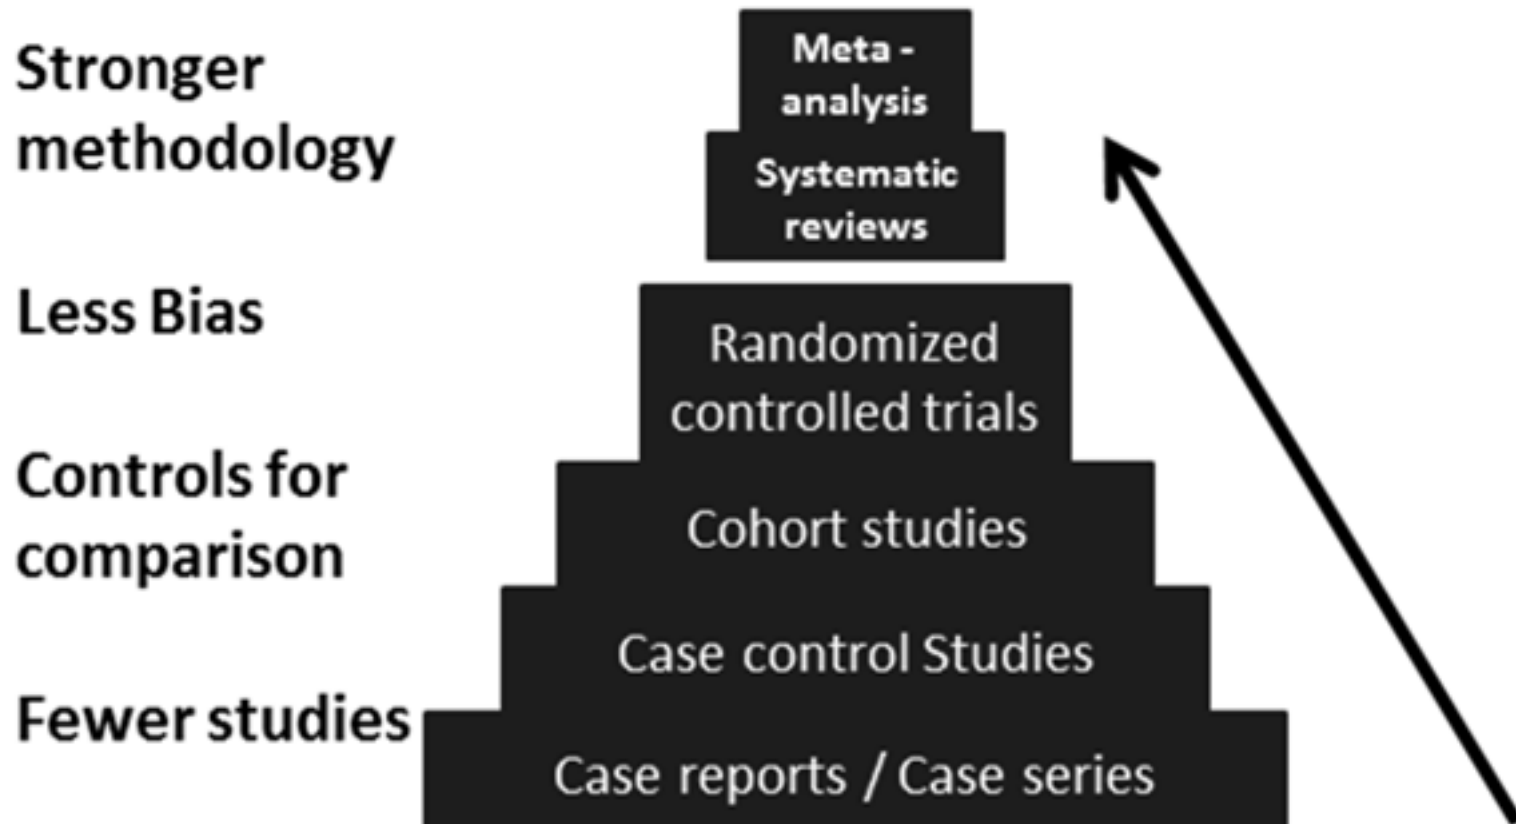 Stronger
methodology
Less Bias
Controls for
comparison
Fewer studies
Meta -
analysis
Systematic
reviews
Randomized
controlled trials
Cohort studies
Case control Studies
Case reports / Case series